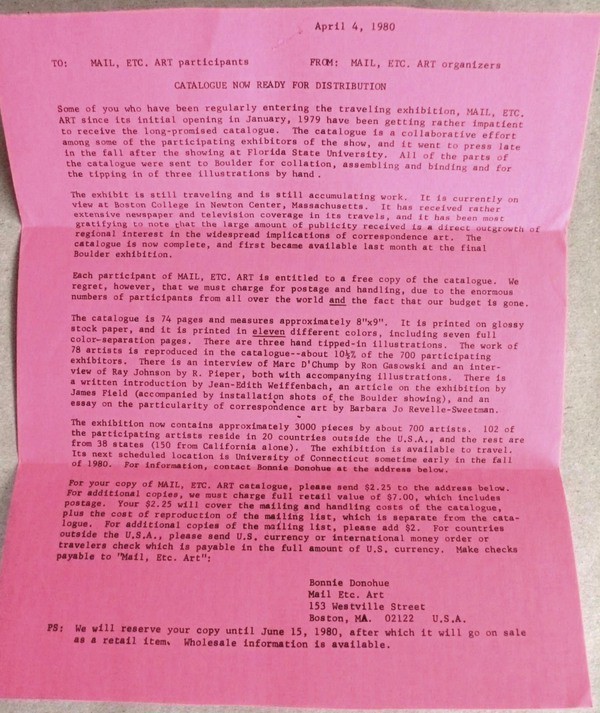 April 4, 1980
TO: MAIL, ETC. ART participants FROM: MAIL, ETC. ART organizers
CATALOGUE NOW READY FOR DISTRIBUTION
Some of you who have been regularly entering the traveling exhibition, MAIL, ETC.
ART since its initial opening in January, 1979 have been getting rather impatient
to receive the long-promised catalogue. The catalogue is a collaborative effort
among some of the participating exhibitors of the show, and it went to press late
in the fall after the showing at Florida State University. All of the parts of
the catalogue were sent to Boulder for collation, assembling and binding and for
the tipping in of three illustrations by hand.
The exhibit is still traveling and is still accumulating work. It is currently on
view at Boston College in Newton Center, Massachusetts. It has received rather
extensive newspaper and television coverage in its travels, and it has been most
gratifying to note that the large amount of publicity received is a direct outgrowth of
regional interest in the widespread implications of correspondence art. The
catalogue is now complete, and first became available last month at the final
Boulder exhibition.
Each participant of MAIL, ETC. ART is entitled to a free copy of the catalogue. We
regret, however, that we must charge for postage and handling, due to the enormous
numbers of participants from all over the world and the fact that our budget is gone.
The catalogue is 74 pages and measures approximately 8"x9". It is printed on glossy
stock paper, and it is printed in eleven different colors, including seven full
color-separation pages. There are three hand tipped-in illustrations. The work of
78 artists is reproduced in the catalogue--about 10½% of the 700 participating
exhibitors. There is an interview of Marc D'Chump by Ron Gasowski and an inter-
view of Ray Johnson by R. Pieper, both with accompanying illustrations. There is
a written introduction by Jean-Edith Weiffenbach, an article on the exhibition by
James Field (accompanied by installation shots of the Boulder showing), and an
essay on the particularity of correspondence art by Barbara Jo Revelle-Sweetman.
The exhibition now contains approximately 3000 pieces by about 700 artists. 102 of
the participating artists reside in 20 countries outside the U.S.A., and the rest are
from 38 states (150 from California alone). The exhibition is available to travel.
Its next scheduled location is University of Connecticut sometime early in the fall
of 1980. For information, contact Bonnie Donohue at the address below.
For your copy of MAIL, ETC. ART catalogue, please send $2.25 to the address below.
For additional copies, we must charge full retail value of $7.00, which includes
postage. Your $2.25 will cover the mailing and handling costs of the catalogue,
plus the cost of reproduction of the mailing list, which is separate from the cata-
logue. For additional copies of the mailing list, please add $2. For countries
outside the U.S.A., please send U.S. currency or international money order or
travelers check which is payable in the full amount of U.S. currency. Make checks
payable to "Mail, Etc. Art":
Bonnie Donohue
Mail Etc. Art
153 Westville Street
Boston, MA. 02122 U.S.A.
PS: We will reserve your copy until June 15, 1980, after which it will go on sale
as a retail item. Wholesale information is available.